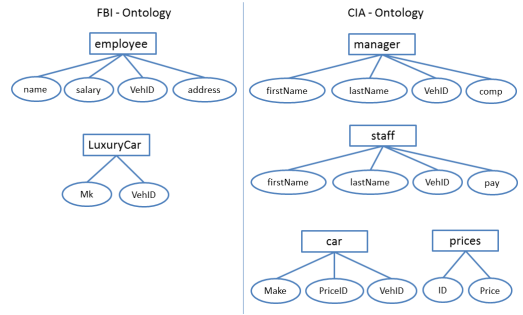 FBI - Ontology
employee
name salary VehID address
LuxuryCar
Mk VehID
CIA - Ontology
manager
firstName lastName VehID comp
staff
firstName lastName VehID pay
car prices
Make PriceID VehID ID Price